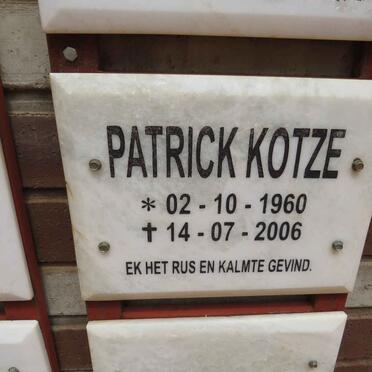 PATRICK KOTZE
* 02 - 10 - 1960
✝ 14 - 07 - 2006
EK HET RUS EN KALMTE GEVIND.